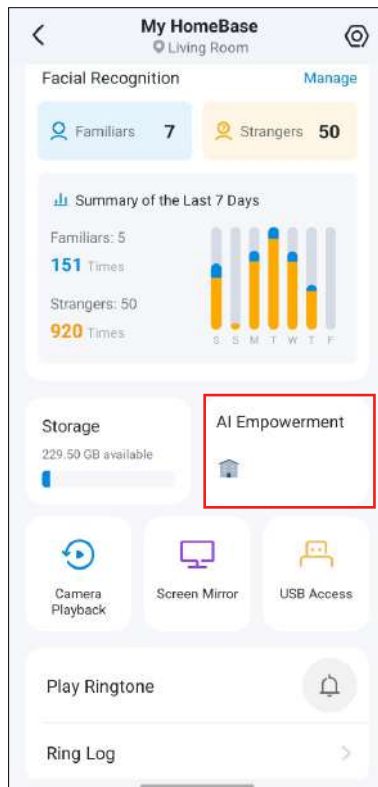 My HomeBase
Living Room
Facial Recognition Manage
Familiars 7 Strangers 50
Summary of the Last 7 Days
Familiars: 5
151 Times
Strangers: 50
920 Times
S S M T W T F
Storage
229.50 GB available
AI Empowerment
Camera
Playback
Screen Mirror
USB Access
Play Ringtone
Ring Log